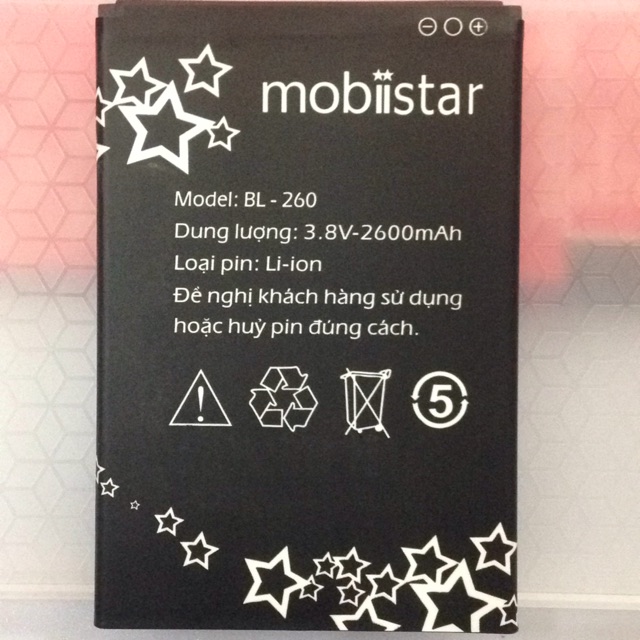 mobiistar
Model: BL - 260
Dung lượng: 3.8V-2600mAh
Loại pin: Li-ion
Đề nghị khách hàng sử dụng
hoặc huỷ pin đúng cách.
5